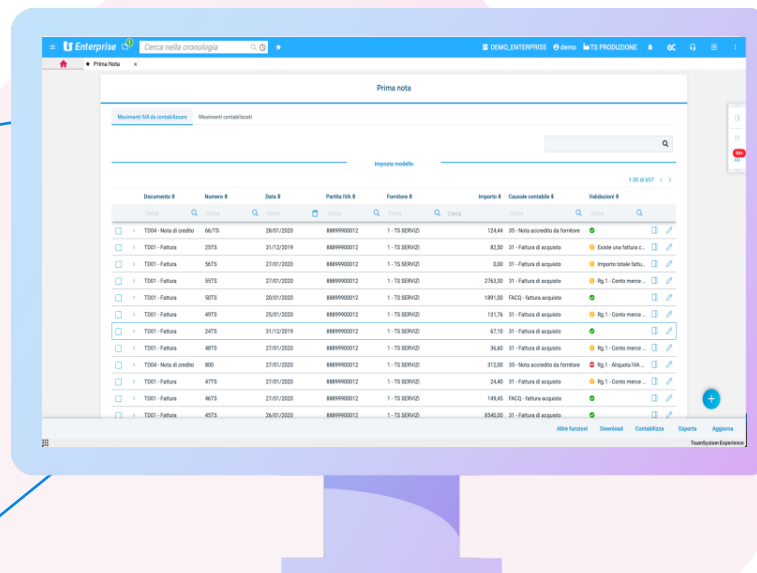 Enterprise Cerca nella cronologia DEMO_ENTERPRISE demo TS PRODUZIONE
Prima Nota ×
Prima nota
Movimenti IVA da contabilizzare Movimenti contabilizzati
Imposta modello
1-30 di 657 < >
Documento Numero Data Partita IVA Fornitore Importo Causale contabile Validazioni
Cerca Cerca Cerca Cerca Cerca Cerca Cerca Cerca
TD04 - Nota di credito 66/TS 28/01/2020 88899900012 1 - TS SERVIZI 124,44 35 - Nota accredito da fornitore
TD01 - Fattura 25TS 31/12/2019 88899900012 1 - TS SERVIZI 82,50 31 - Fattura di acquisto Esiste una fattura c...
TD01 - Fattura 56TS 27/01/2020 88899900012 1 - TS SERVIZI 0,00 31 - Fattura di acquisto Importo totale fattu...
TD01 - Fattura 55TS 27/01/2020 88899900012 1 - TS SERVIZI 2763,30 31 - Fattura di acquisto Rg.1 - Conto merce ...
TD01 - Fattura 50TS 20/01/2020 88899900012 1 - TS SERVIZI 1891,00 FACQ - fattura acquisto
TD01 - Fattura 49TS 25/01/2020 88899900012 1 - TS SERVIZI 131,76 31 - Fattura di acquisto Rg.1 - Conto merce ...
TD01 - Fattura 24TS 31/12/2019 88899900012 1 - TS SERVIZI 67,10 31 - Fattura di acquisto
TD01 - Fattura 48TS 27/01/2020 88899900012 1 - TS SERVIZI 36,60 31 - Fattura di acquisto Rg.1 - Conto merce ...
TD04 - Nota di credito 800 27/01/2020 88899900012 1 - TS SERVIZI 312,00 35 - Nota accredito da fornitore Rg.1 - Aliquota IVA ...
TD01 - Fattura 47TS 27/01/2020 88899900012 1 - TS SERVIZI 24,40 31 - Fattura di acquisto Rg.1 - Conto merce ...
TD01 - Fattura 46TS 27/01/2020 88899900012 1 - TS SERVIZI 149,45 FACQ - fattura acquisto
TD01 - Fattura 45TS 26/01/2020 88899900012 1 - TS SERVIZI 8540,00 31 - Fattura di acquisto
Altre funzioni Download Contabilizza Esporta Aggiorna
TeamSystem Experience